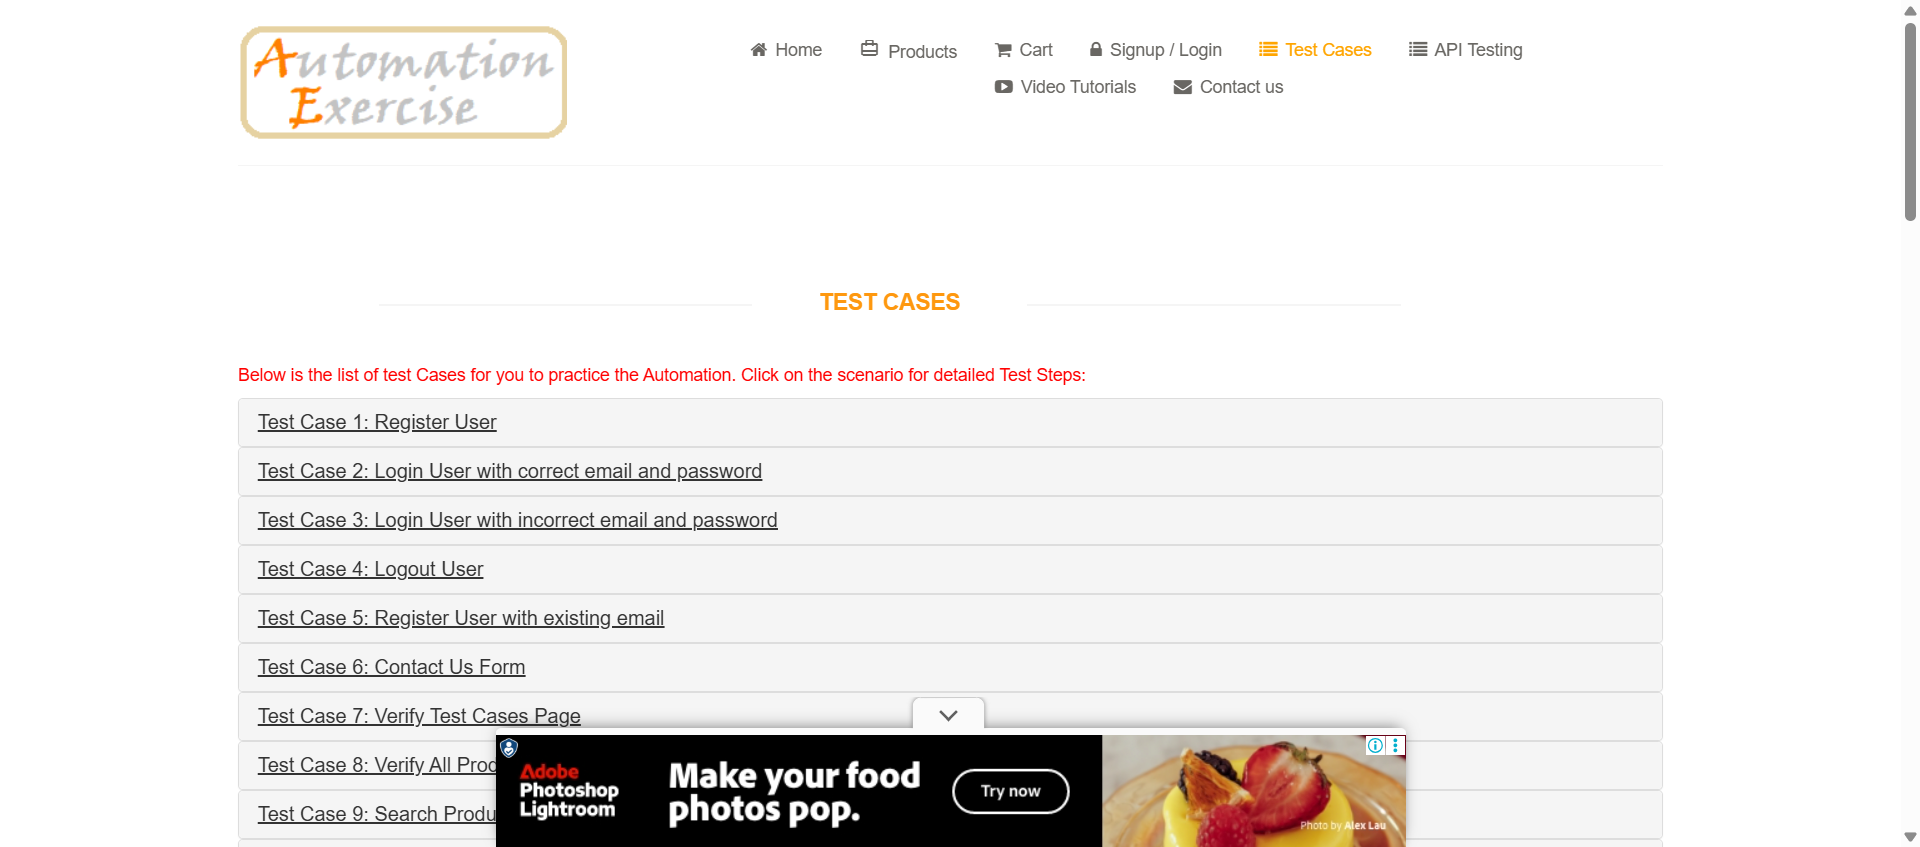 Automation
Exercise
Home
Products
Cart
Signup / Login
Test Cases
API Testing
Video Tutorials
Contact us
TEST CASES
Below is the list of test Cases for you to practice the Automation. Click on the scenario for detailed Test Steps:
Test Case 1: Register User
Test Case 2: Login User with correct email and password
Test Case 3: Login User with incorrect email and password
Test Case 4: Logout User
Test Case 5: Register User with existing email
Test Case 6: Contact Us Form
Test Case 7: Verify Test Cases Page
Test Case 8: Verify All Prod
Test Case 9: Search Produ
Adobe
Photoshop
Lightroom
Make your food
photos pop.
Try now
Photo by Alex Lau